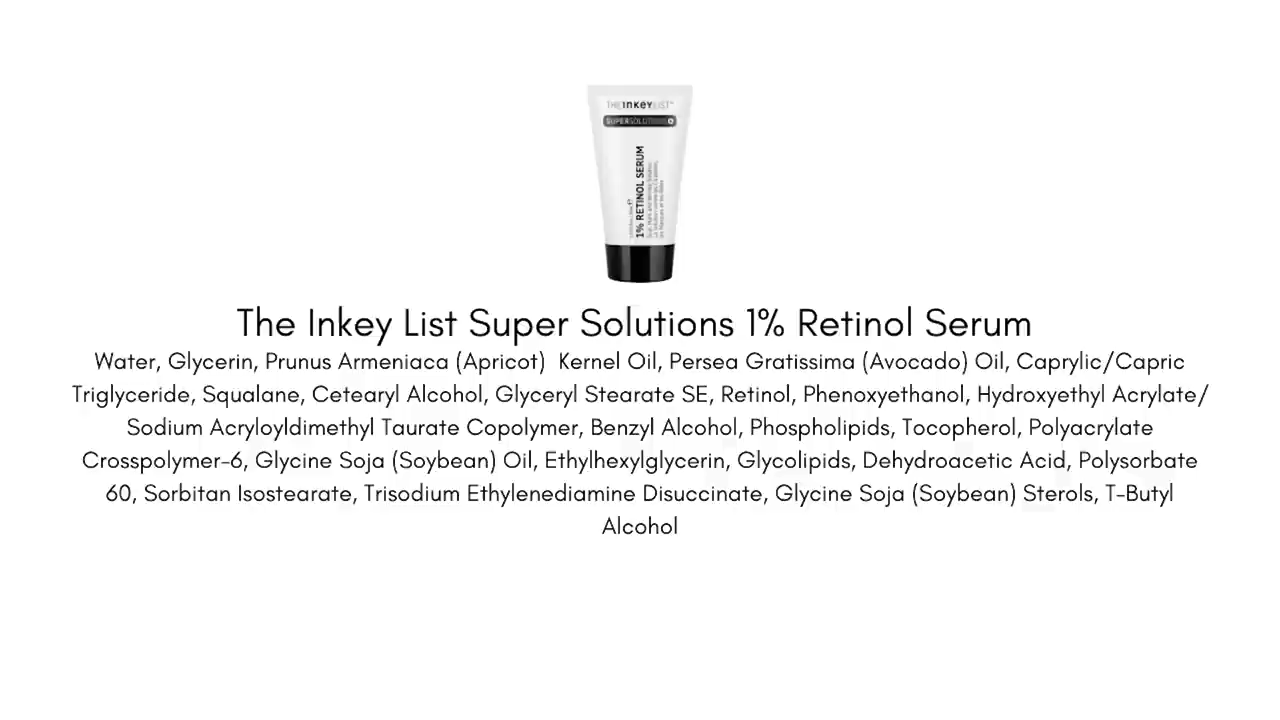 THE INKEY LIST™
SUPERSOLUTIONS
1% RETINOL SERUM
The Inkey List Super Solutions 1% Retinol Serum
Water, Glycerin, Prunus Armeniaca (Apricot) Kernel Oil, Persea Gratissima (Avocado) Oil, Caprylic/Capric
Triglyceride, Squalane, Cetearyl Alcohol, Glyceryl Stearate SE, Retinol, Phenoxyethanol, Hydroxyethyl Acrylate/
Sodium Acryloyldimethyl Taurate Copolymer, Benzyl Alcohol, Phospholipids, Tocopherol, Polyacrylate
Crosspolymer-6, Glycine Soja (Soybean) Oil, Ethylhexylglycerin, Glycolipids, Dehydroacetic Acid, Polysorbate
60, Sorbitan Isostearate, Trisodium Ethylenediamine Disuccinate, Glycine Soja (Soybean) Sterols, T-Butyl
Alcohol